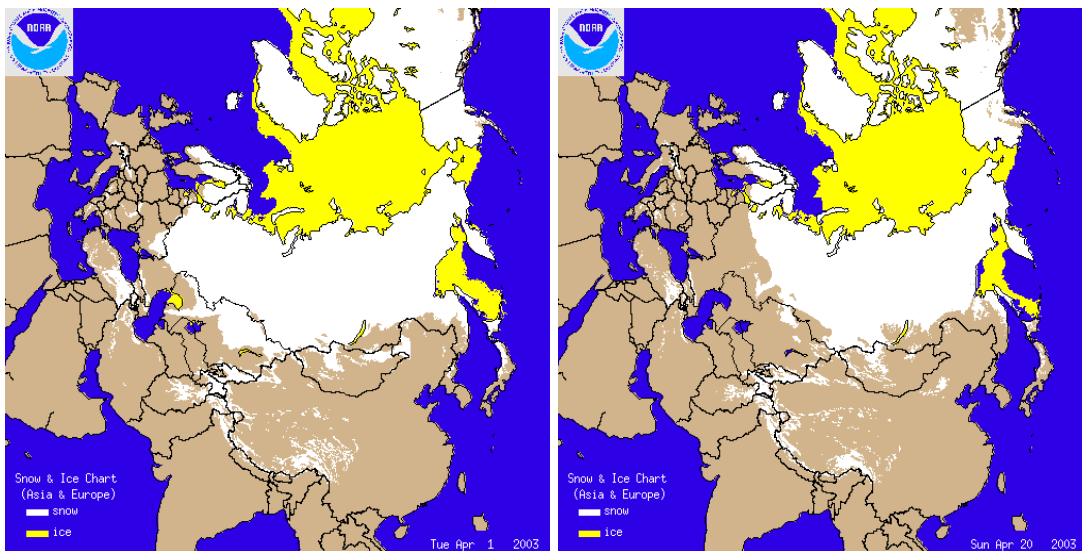 NOAA
Snow & Ice Chart
(Asia & Europe)
snow
ice
Tue Apr 1 2003
NOAA
Snow & Ice Chart
(Asia & Europe)
snow
ice
Sun Apr 20 2003